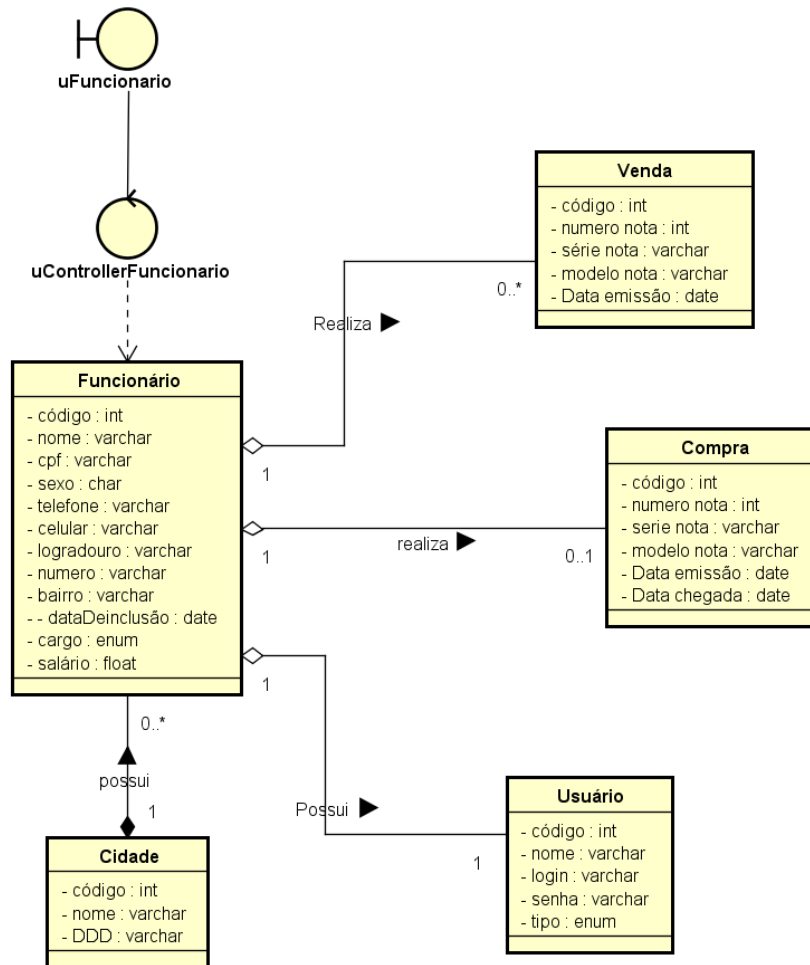 uFuncionario
uControllerFuncionario
Venda
- código : int
- numero nota : int
- série nota : varchar
- modelo nota : varchar
- Data emissão : date
0..*
Realiza
Funcionário
- código : int
- nome : varchar
- cpf : varchar
- sexo : char
- telefone : varchar
- celular : varchar
- logradouro : varchar
- numero : varchar
- bairro : varchar
- - dataDeinclusão : date
- cargo : enum
- salário : float
1
Compra
- código : int
- numero nota : int
- serie nota : varchar
- modelo nota : varchar
- Data emissão : date
- Data chegada : date
1
realiza
0..1
1
0..*
possui
1
Possui
1
Usuário
- código : int
- nome : varchar
- login : varchar
- senha : varchar
- tipo : enum
Cidade
- código : int
- nome : varchar
- DDD : varchar